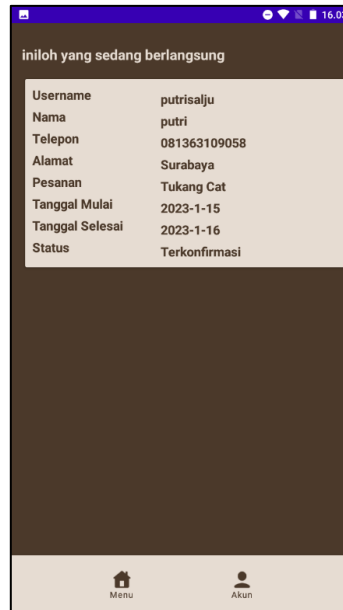 16.03
iniloh yang sedang berlangsung
Username putrisalju
Nama putri
Telepon 081363109058
Alamat Surabaya
Pesanan Tukang Cat
Tanggal Mulai 2023-1-15
Tanggal Selesai 2023-1-16
Status Terkonfirmasi
Menu Akun